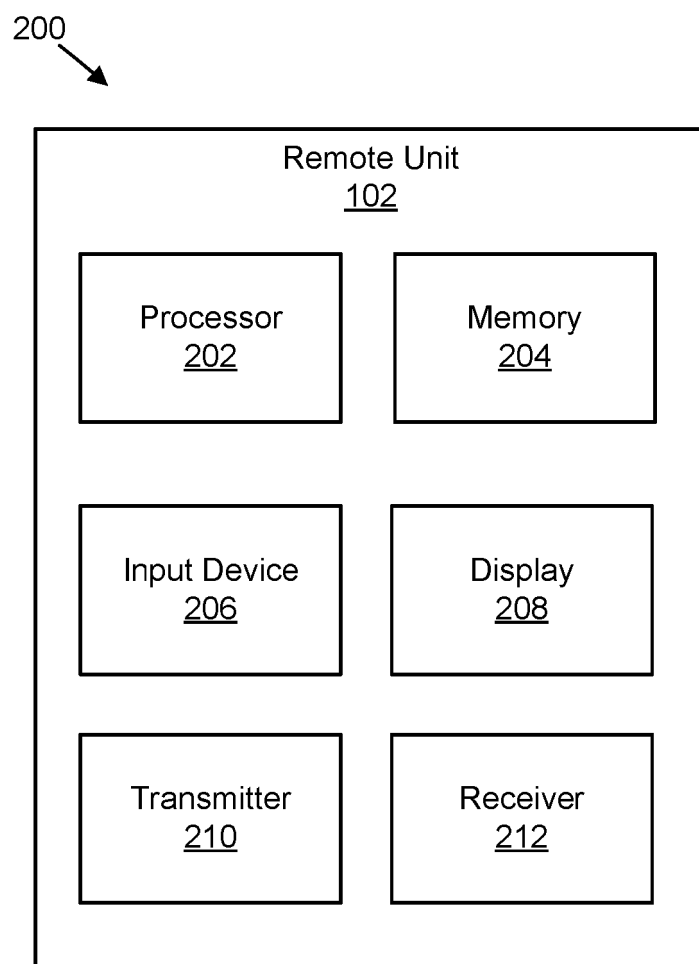 200
Remote Unit
102
Processor
202
Memory
204
Input Device
206
Display
208
Transmitter
210
Receiver
212